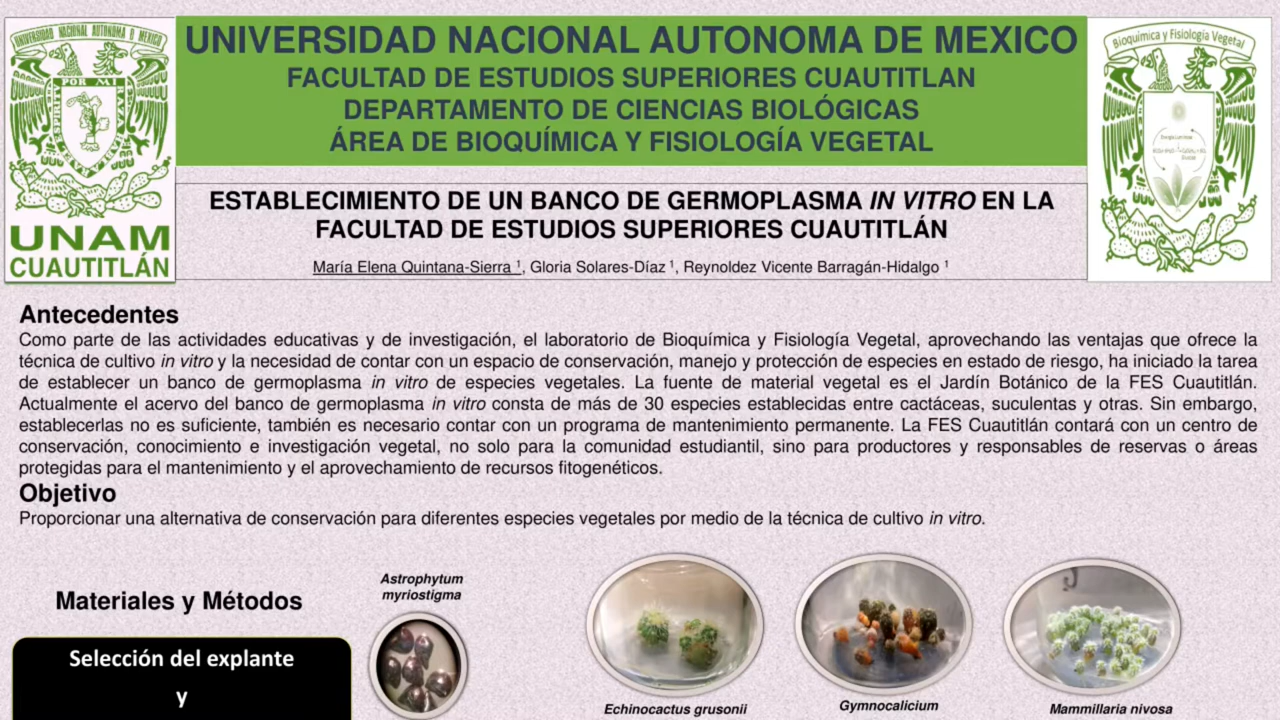 UNIVERSIDAD NACIONAL AUTONOMA DE MEXICO
FACULTAD DE ESTUDIOS SUPERIORES CUAUTITLAN
DEPARTAMENTO DE CIENCIAS BIOLÓGICAS
ÁREA DE BIOQUÍMICA Y FISIOLOGÍA VEGETAL
UNIVERSIDAD NACIONAL AUTONOMA D MEXICO
POR MI
UNAM
CUAUTITLÁN
Bioquímica y Fisiología Vegetal
ESTABLECIMIENTO DE UN BANCO DE GERMOPLASMA IN VITRO EN LA
FACULTAD DE ESTUDIOS SUPERIORES CUAUTITLÁN
María Elena Quintana-Sierra 1, Gloria Solares-Díaz 1, Reynoldez Vicente Barragán-Hidalgo 1
Antecedentes
Como parte de las actividades educativas y de investigación, el laboratorio de Bioquímica y Fisiología Vegetal, aprovechando las ventajas que ofrece la
técnica de cultivo in vitro y la necesidad de contar con un espacio de conservación, manejo y protección de especies en estado de riesgo, ha iniciado la tarea
de establecer un banco de germoplasma in vitro de especies vegetales. La fuente de material vegetal es el Jardín Botánico de la FES Cuautitlán.
Actualmente el acervo del banco de germoplasma in vitro consta de más de 30 especies establecidas entre cactáceas, suculentas y otras. Sin embargo,
establecerlas no es suficiente, también es necesario contar con un programa de mantenimiento permanente. La FES Cuautitlán contará con un centro de
conservación, conocimiento e investigación vegetal, no solo para la comunidad estudiantil, sino para productores y responsables de reservas o áreas
protegidas para el mantenimiento y el aprovechamiento de recursos fitogenéticos.
Objetivo
Proporcionar una alternativa de conservación para diferentes especies vegetales por medio de la técnica de cultivo in vitro.
Materiales y Métodos
Selección del explante
y
Astrophytum
myriostigma
Echinocactus grusonii
Gymnocalicium
Mammillaria nivosa